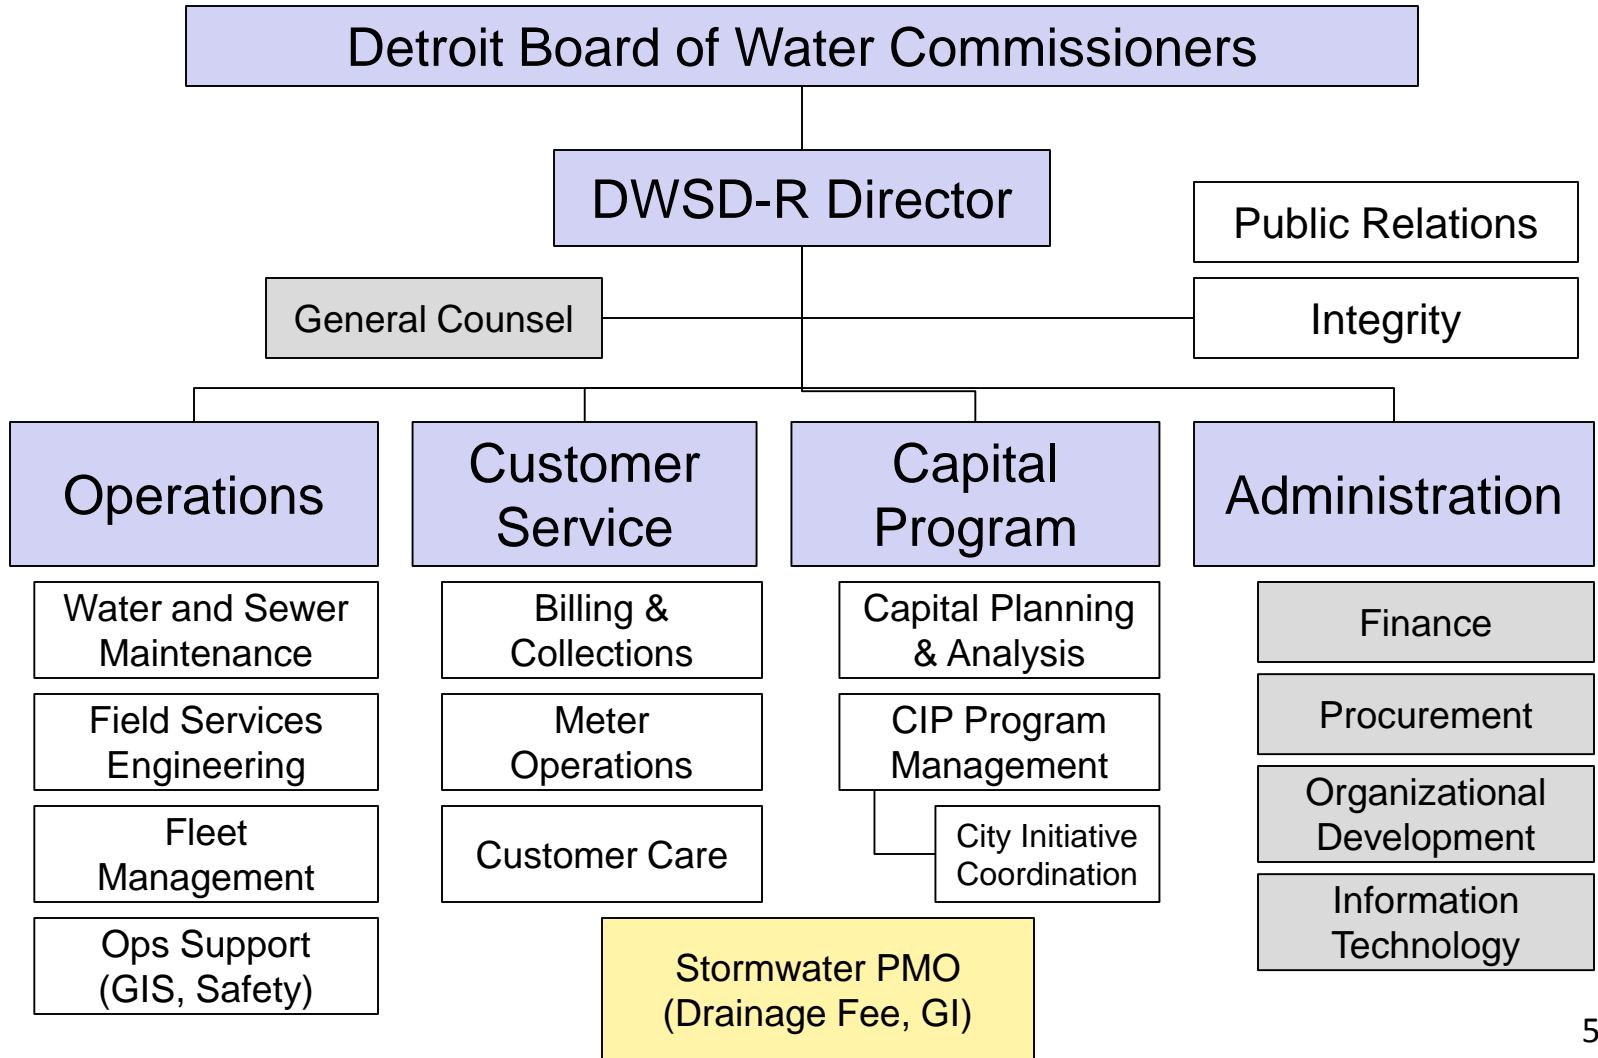 Detroit Board of Water Commissioners
DWSD-R Director
Public Relations
General Counsel
Integrity
Operations
Customer
Service
Capital
Program
Administration
Water and Sewer
Maintenance
Field Services
Engineering
Fleet
Management
Ops Support
(GIS, Safety)
Billing &
Collections
Meter
Operations
Customer Care
Capital Planning
& Analysis
CIP Program
Management
City Initiative
Coordination
Finance
Procurement
Organizational
Development
Information
Technology
Stormwater PMO
(Drainage Fee, GI)
5